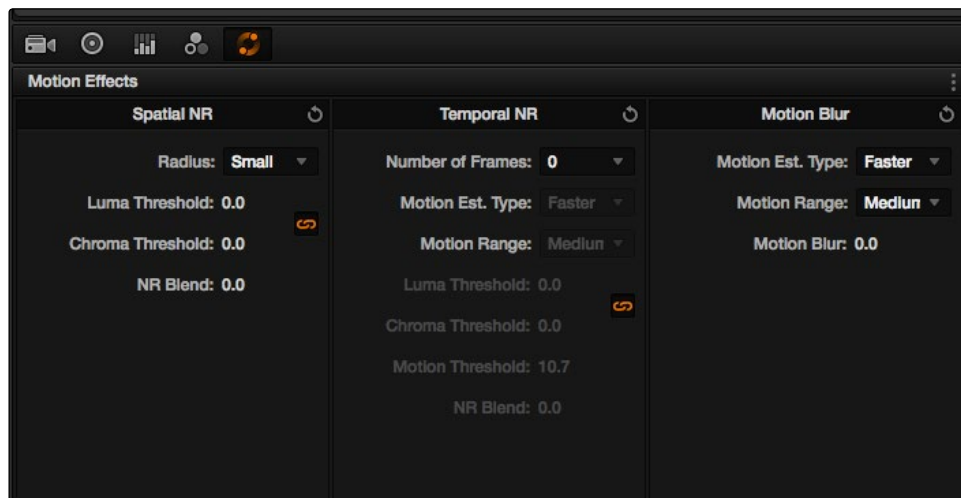 Motion Effects
Spatial NR
Radius: Small
Luma Threshold: 0.0
Chroma Threshold: 0.0
NR Blend: 0.0
Temporal NR
Number of Frames: 0
Motion Est. Type: Faster
Motion Range: Medium
Luma Threshold: 0.0
Chroma Threshold: 0.0
Motion Threshold: 10.7
NR Blend: 0.0
Motion Blur
Motion Est. Type: Faster
Motion Range: Medium
Motion Blur: 0.0